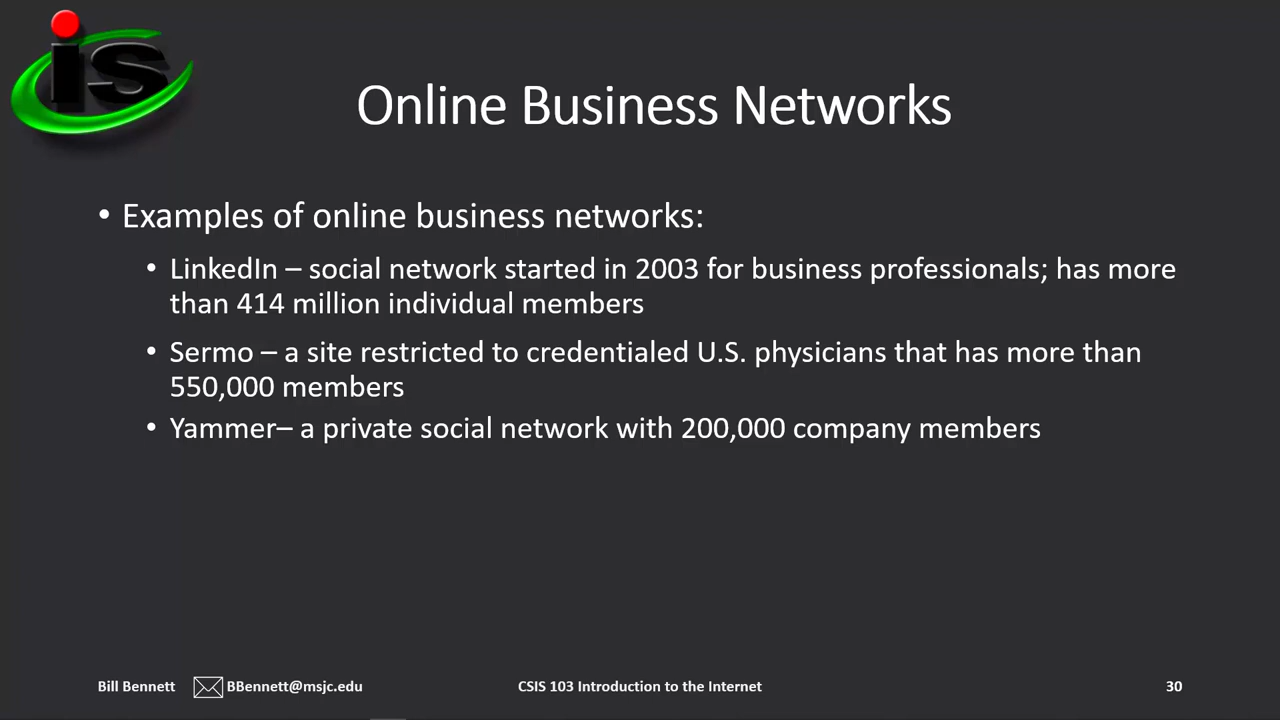 is
Online Business Networks
• Examples of online business networks:
• LinkedIn – social network started in 2003 for business professionals; has more
than 414 million individual members
• Sermo – a site restricted to credentialed U.S. physicians that has more than
550,000 members
• Yammer– a private social network with 200,000 company members
Bill Bennett BBennett@msjc.edu CSIS 103 Introduction to the Internet 30